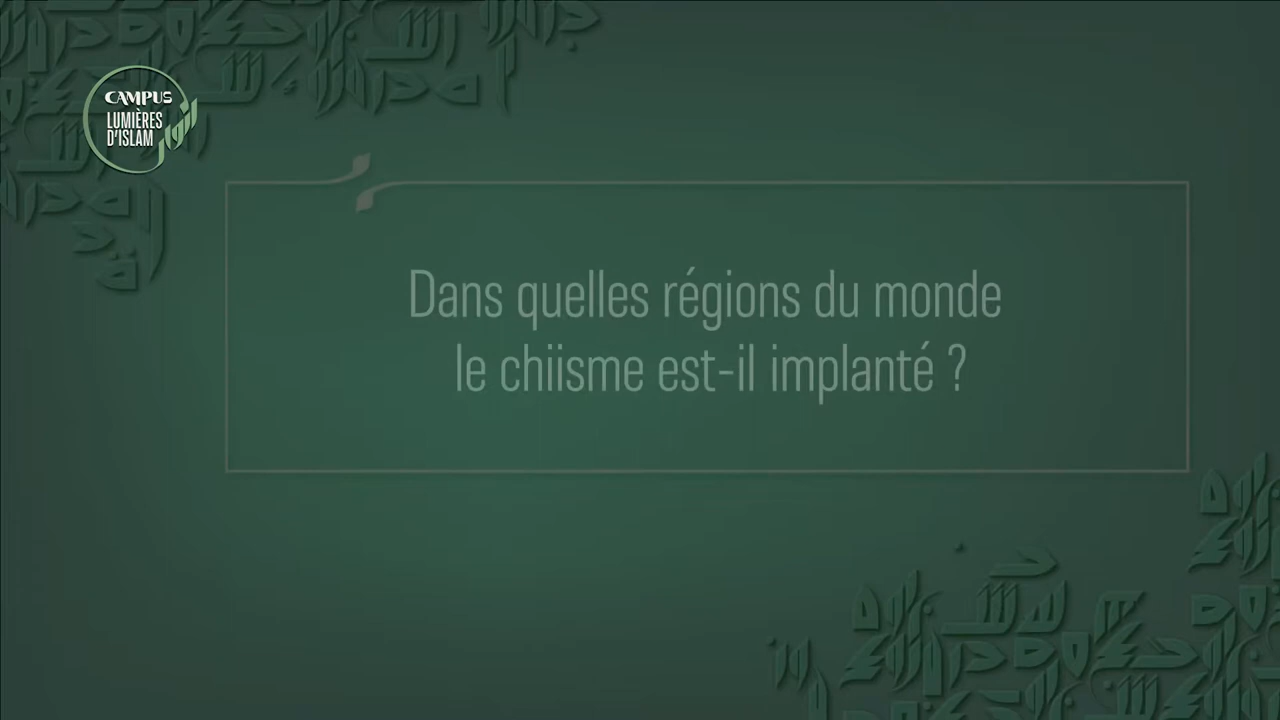 CAMPUS
LUMIÈRES
D'ISLAM
Dans quelles régions du monde
le chiisme est-il implanté ?